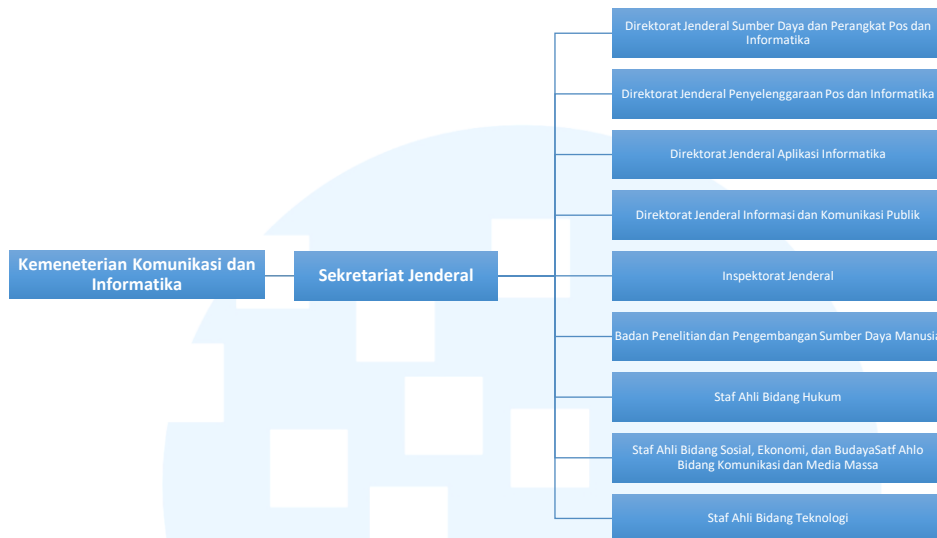 Direktorat Jenderal Sumber Daya dan Perangkat Pos dan
Informatika
Direktorat Jenderal Penyelenggaraan Pos dan Informatika
Direktorat Jenderal Aplikasi Informatika
Direktorat Jenderal Informasi dan Komunikasi Publik
Kemeneterian Komunikasi dan
Informatika
Sekretariat Jenderal
Inspektorat Jenderal
Badan Penelitian dan Pengembangan Sumber Daya Manusia
Staf Ahli Bidang Hukum
Staf Ahli Bidang Sosial, Ekonomi, dan BudayaSatf Ahlo
Bidang Komunikasi dan Media Massa
Staf Ahli Bidang Teknologi